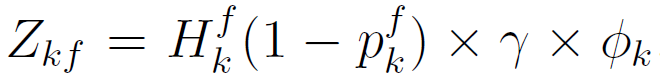 Z_{kf} = H_k^f(1 − p_k^f) × γ × ϕ_k